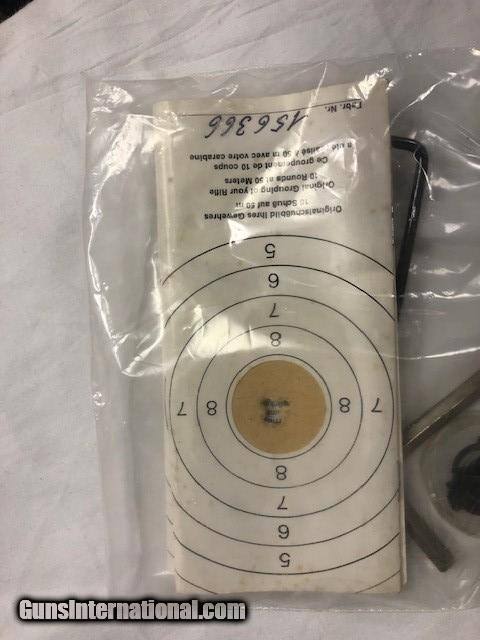 5
6
7
8
7 8 8 7
8
7
6
5
Originalschußbild Ihres Gewehres
10 Schuß auf 50 m
Original Grouping of your Rifle
10 Rounds at 50 Meters
Ce groupement de 10 coups
a été réalisé à 50 m avec votre carabine
Fabr. Nr. 156366
GunsInternational.com